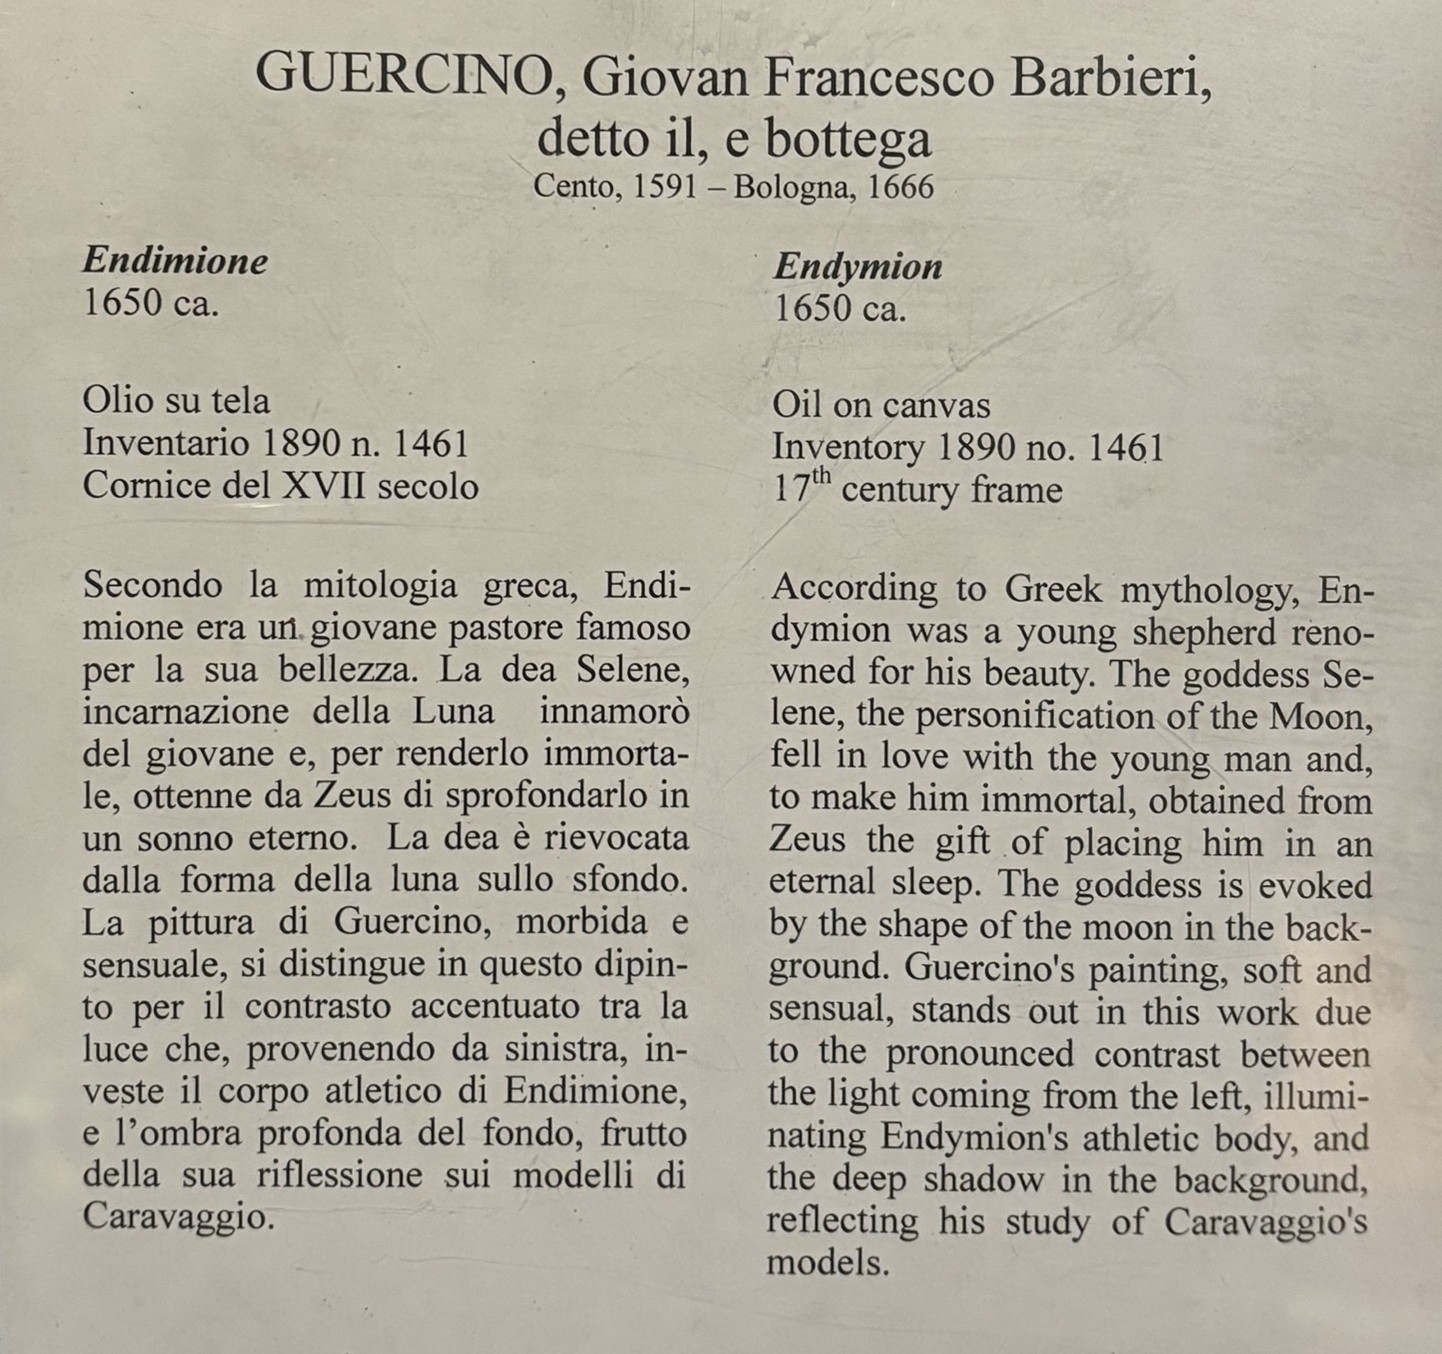 GUERCINO, Giovan Francesco Barbieri,
detto il, e bottega
Cento, 1591 – Bologna, 1666
Endimione
1650 ca.
Olio su tela
Inventario 1890 n. 1461
Cornice del XVII secolo
Secondo la mitologia greca, Endi-
mione era un giovane pastore famoso
per la sua bellezza. La dea Selene,
incarnazione della Luna innamorò
del giovane e, per renderlo immorta-
le, ottenne da Zeus di sprofondarlo in
un sonno eterno. La dea è rievocata
dalla forma della luna sullo sfondo.
La pittura di Guercino, morbida e
sensuale, si distingue in questo dipin-
to per il contrasto accentuato tra la
luce che, provenendo da sinistra, in-
veste il corpo atletico di Endimione,
e l’ombra profonda del fondo, frutto
della sua riflessione sui modelli di
Caravaggio.
Endymion
1650 ca.
Oil on canvas
Inventory 1890 no. 1461
17th century frame
According to Greek mythology, En-
dymion was a young shepherd reno-
wned for his beauty. The goddess Se-
lene, the personification of the Moon,
fell in love with the young man and,
to make him immortal, obtained from
Zeus the gift of placing him in an
eternal sleep. The goddess is evoked
by the shape of the moon in the back-
ground. Guercino's painting, soft and
sensual, stands out in this work due
to the pronounced contrast between
the light coming from the left, illumi-
nating Endymion's athletic body, and
the deep shadow in the background,
reflecting his study of Caravaggio's
models.